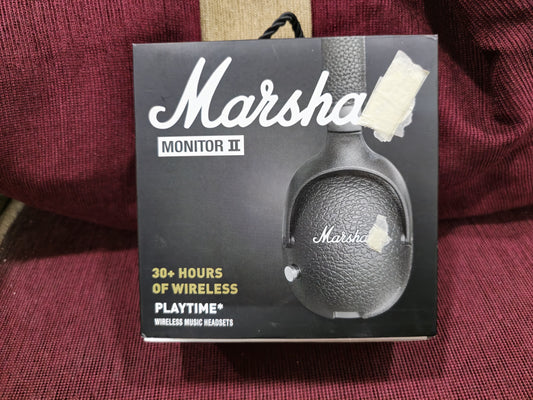 Marsha
MONITOR II
Marsha
30+ HOURS
OF WIRELESS
PLAYTIME*
WIRELESS MUSIC HEADSETS